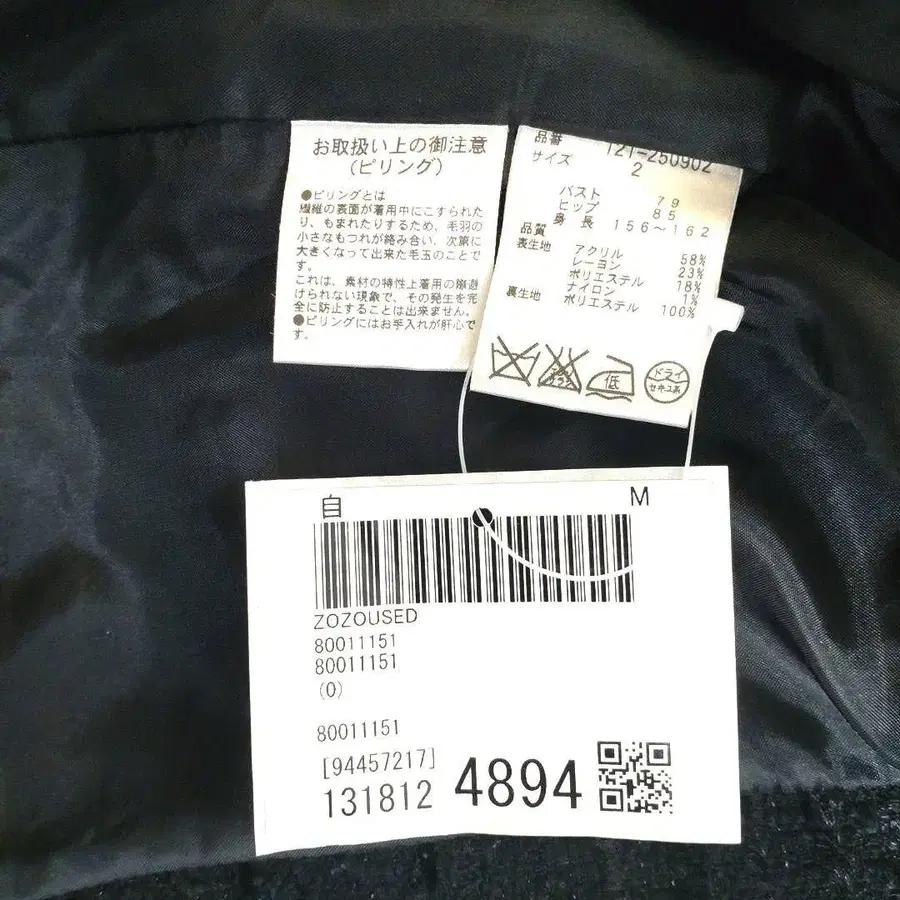 お取扱い上の御注意
(ピリング)
●ピリングとは
繊維の表面が着用中にこすられた
り、もまれたりするため、毛羽の
小さなもつれが絡み合い、次第に
大きくなって出来た毛玉のことで
す。
これは、素材の特性上着用の際避
けられない現象で、その発生を完
全に防止することは出来ません。
●ピリングにはお手入れが肝心で
す。
品番 121-250902
サイズ 2
バスト 79
ヒップ 85
身長 156~162
品質
表生地 アクリル 58%
レーヨン 23%
ポリエステル 18%
ナイロン 1%
裏生地 ポリエステル 100%
低
ドライ
セキユ系
自 M
ZOZOUSED
80011151
80011151
(0)
80011151
[94457217]
131812 4894